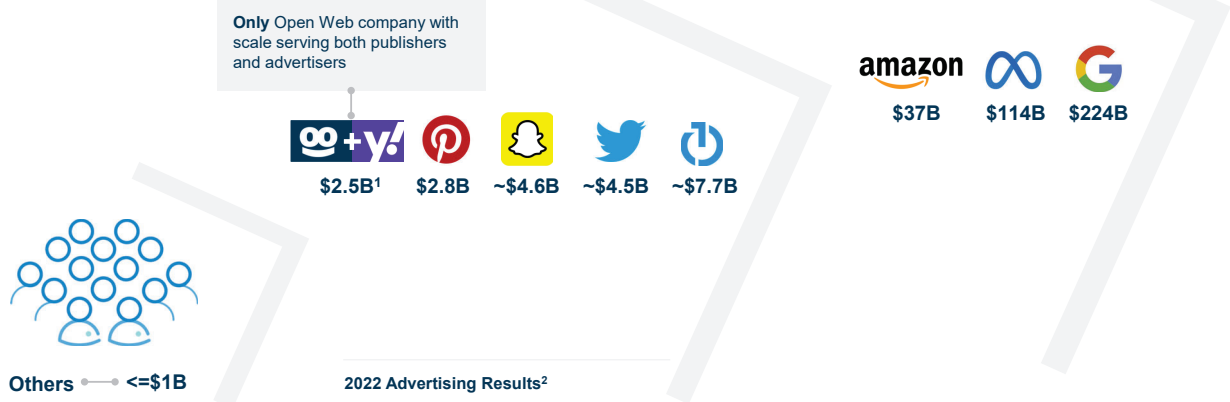 Only Open Web company with
scale serving both publishers
and advertisers
amazon
$37B $114B $224B
+y!
$2.5B¹ $2.8B ~$4.6B ~$4.5B ~$7.7B
Others <=$1B
2022 Advertising Results²